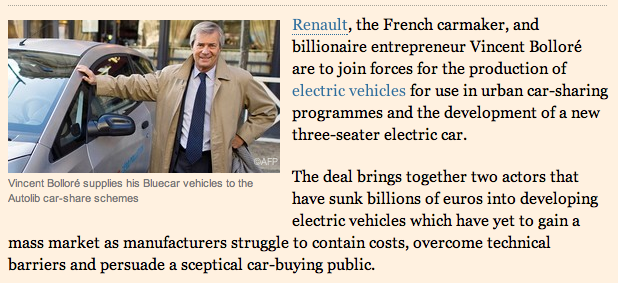 Renault, the French carmaker, and
billionaire entrepreneur Vincent Bolloré
are to join forces for the production of
electric vehicles for use in urban car-sharing
programmes and the development of a new
three-seater electric car.
©AFP
Vincent Bolloré supplies his Bluecar vehicles to the
Autolib car-share schemes
The deal brings together two actors that
have sunk billions of euros into developing
electric vehicles which have yet to gain a
mass market as manufacturers struggle to contain costs, overcome technical
barriers and persuade a sceptical car-buying public.